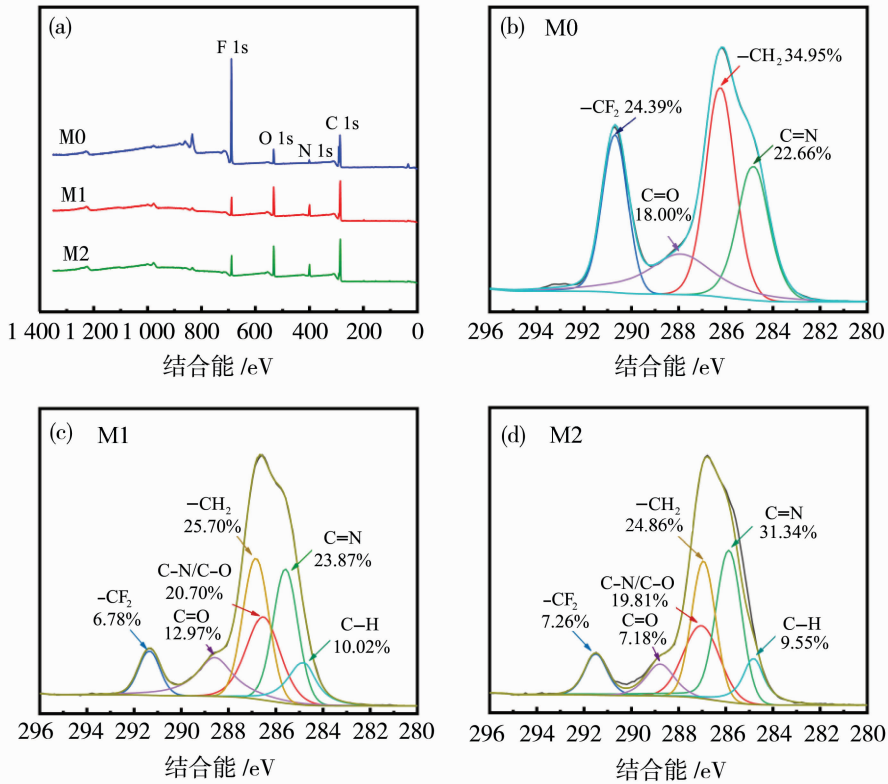 (a)
F 1s
O 1s
N 1s
C 1s
M0
M1
M2
1 400 1 200 1 000 800 600 400 200 0
结合能 /eV
(b) M0
−CH2 34.95%
−CF2 24.39%
C=N
22.66%
C=O
18.00%
296 294 292 290 288 286 284 282 280
结合能 /eV
(c) M1
−CH2
25.70%
C=N
23.87%
C−N/C−O
20.70%
−CF2
6.78%
C=O
12.97%
C−H
10.02%
296 294 292 290 288 286 284 282 280
结合能 /eV
(d) M2
−CH2
24.86%
C=N
31.34%
C−N/C−O
19.81%
−CF2
7.26%
C=O
7.18%
C−H
9.55%
296 294 292 290 288 286 284 282 280
结合能 /eV